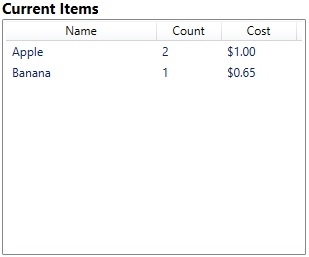 Current Items
Name Count Cost
Apple 2 $1.00
Banana 1 $0.65